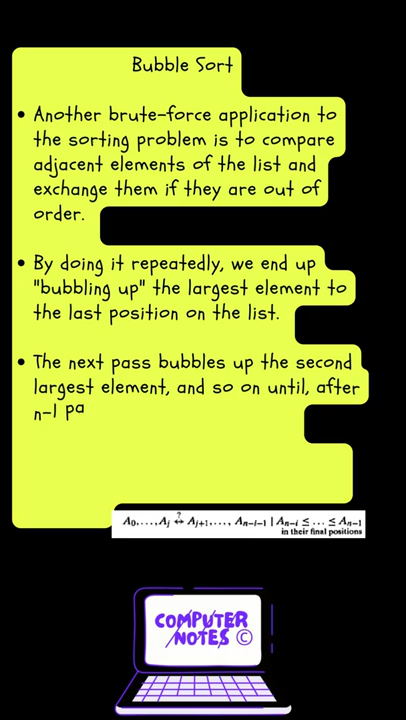 Bubble Sort
• Another brute-force application to
the sorting problem is to compare
adjacent elements of the list and
exchange them if they are out of
order.
• By doing it repeatedly, we end up
"bubbling up" the largest element to
the last position on the list.
• The next pass bubbles up the second
largest element, and so on until, after
n-1 pa
A₀, . . . , Aⱼ ↔? Aⱼ₊₁, . . . , Aₙ₋ᵢ₋₁ | Aₙ₋ᵢ ≤ . . . ≤ Aₙ₋₁
in their final positions
COMPUTER
NOTES ©